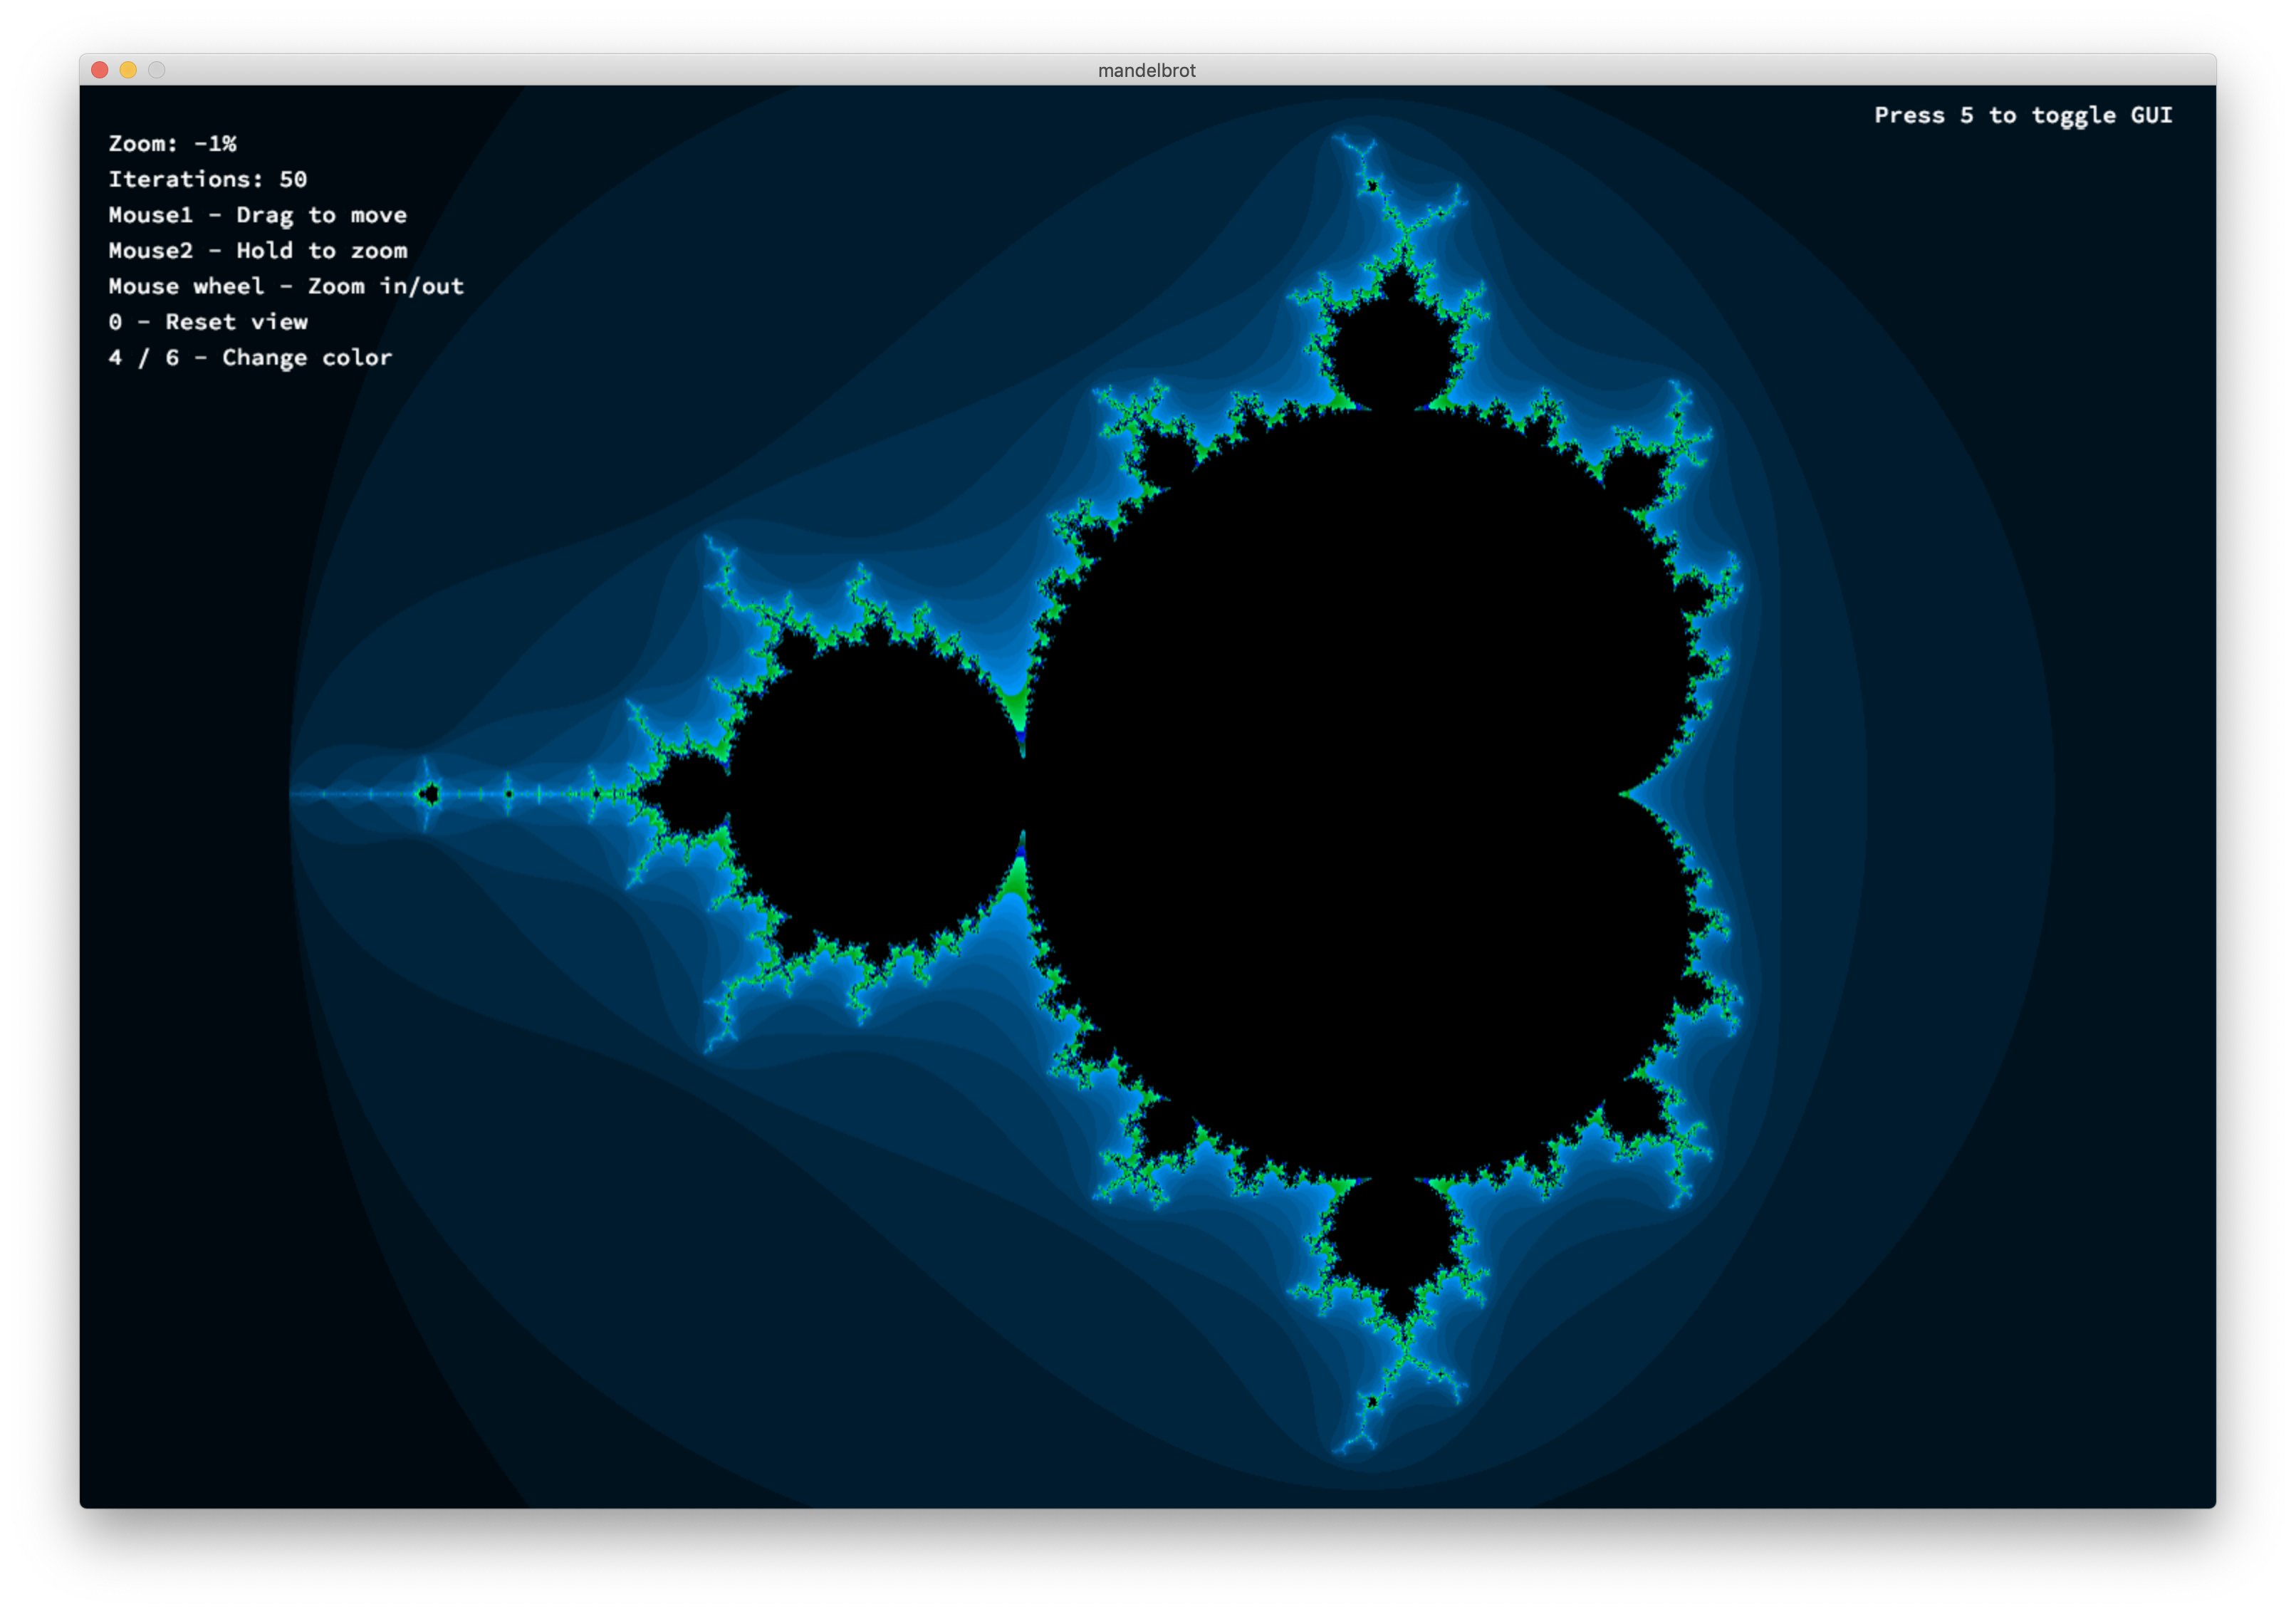 mandelbrot
Press 5 to toggle GUI
Zoom: -1%
Iterations: 50
Mouse1 - Drag to move
Mouse2 - Hold to zoom
Mouse wheel - Zoom in/out
0 - Reset view
4 / 6 - Change color